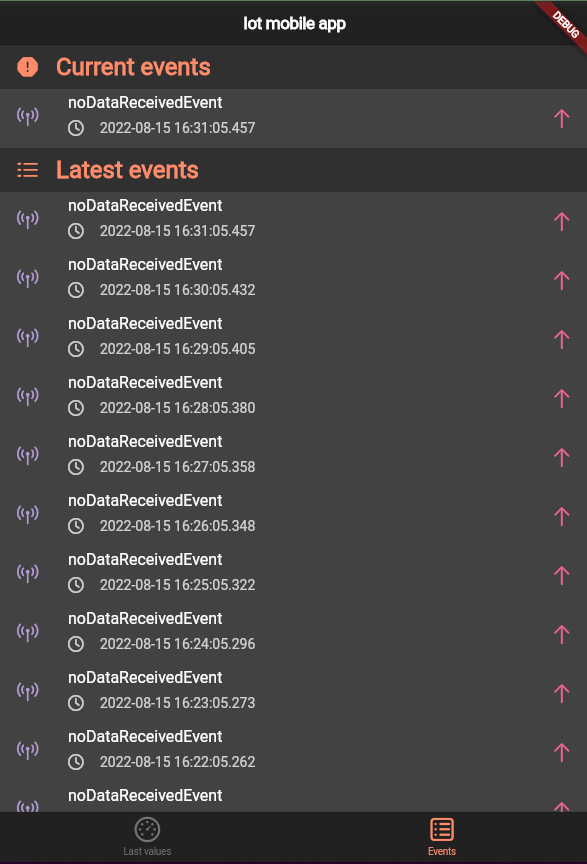 Iot mobile app
DEBUG
Current events
noDataReceivedEvent
2022-08-15 16:31:05.457
Latest events
noDataReceivedEvent
2022-08-15 16:31:05.457
noDataReceivedEvent
2022-08-15 16:30:05.432
noDataReceivedEvent
2022-08-15 16:29:05.405
noDataReceivedEvent
2022-08-15 16:28:05.380
noDataReceivedEvent
2022-08-15 16:27:05.358
noDataReceivedEvent
2022-08-15 16:26:05.348
noDataReceivedEvent
2022-08-15 16:25:05.322
noDataReceivedEvent
2022-08-15 16:24:05.296
noDataReceivedEvent
2022-08-15 16:23:05.273
noDataReceivedEvent
2022-08-15 16:22:05.262
noDataReceivedEvent
Last values
Events